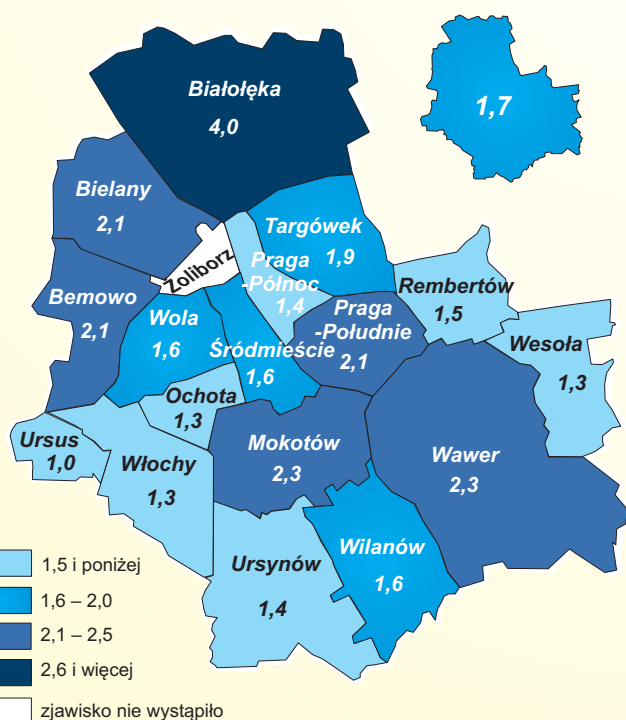 Białołęka
4,0
1,7
Bielany
2,1
Targówek
1,9
Żoliborz
Praga
-Północ
1,4
Rembertów
1,5
Bemowo
2,1
Wola
1,6
Praga
-Południe
2,1
Śródmieście
1,6
Wesoła
1,3
Ochota
1,3
Ursus
1,0
Włochy
1,3
Mokotów
2,3
Wawer
2,3
Ursynów
1,4
Wilanów
1,6
1,5 i poniżej
1,6 – 2,0
2,1 – 2,5
2,6 i więcej
zjawisko nie wystąpiło